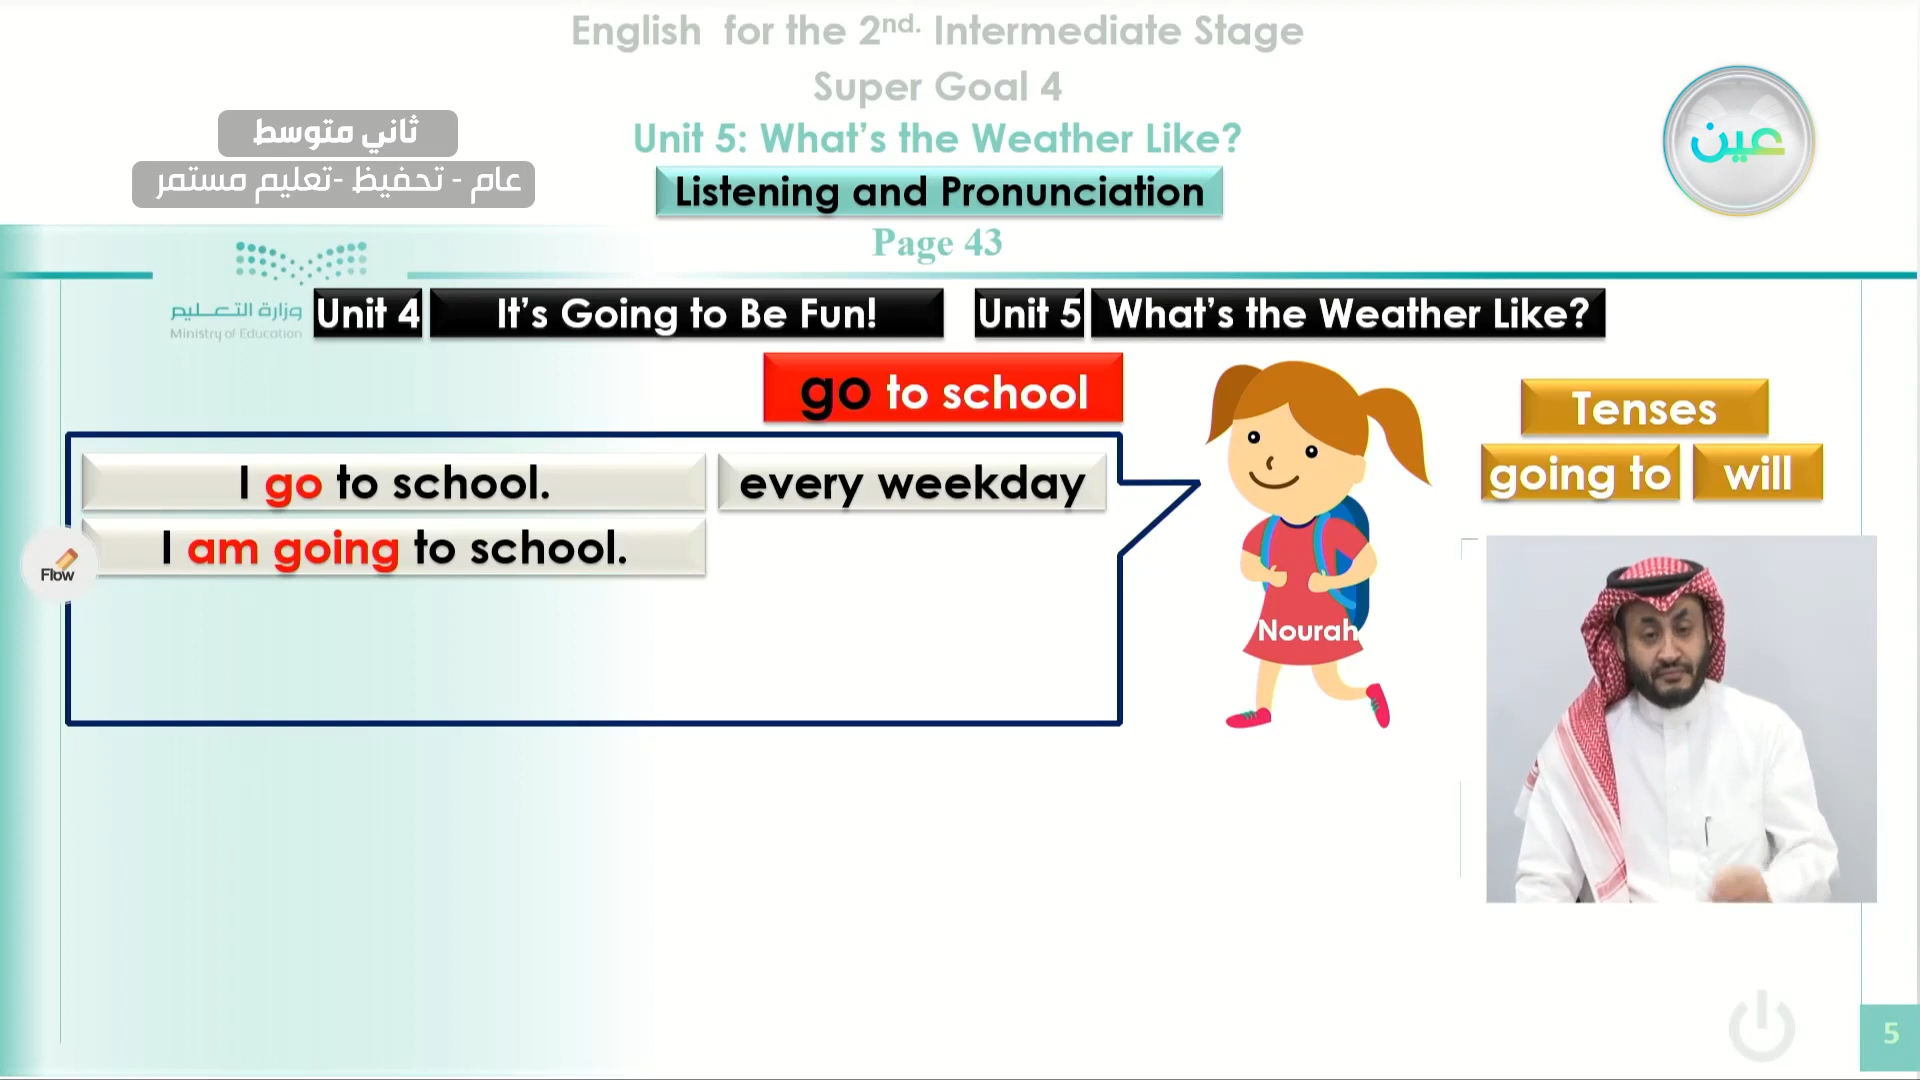 English for the 2nd. Intermediate Stage
Super Goal 4
Unit 5: What's the Weather Like?
Listening and Pronunciation
Page 43
ثاني متوسط
عام - تحفيظ -تعليم مستمر
عين
وزارة التعليم
Ministry of Education
Unit 4 It's Going to Be Fun! Unit 5 What's the Weather Like?
go to school
Tenses
going to will
I go to school. every weekday
I am going to school.
Flow
Nourah
5